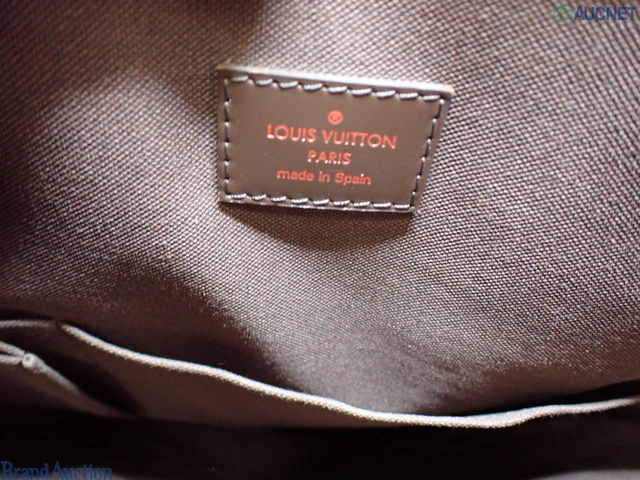 AUCNET
®
LOUIS VUITTON
PARIS
made in Spain
Brand Auction